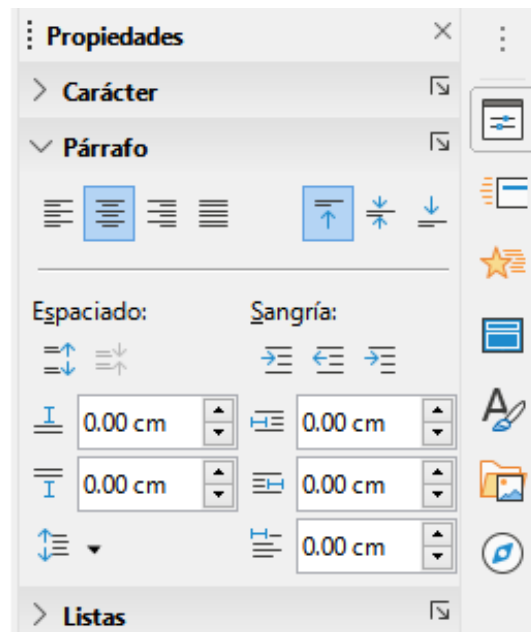 Propiedades
Carácter
Párrafo
Espaciado: Sangría:
0.00 cm 0.00 cm
0.00 cm 0.00 cm
0.00 cm
Listas